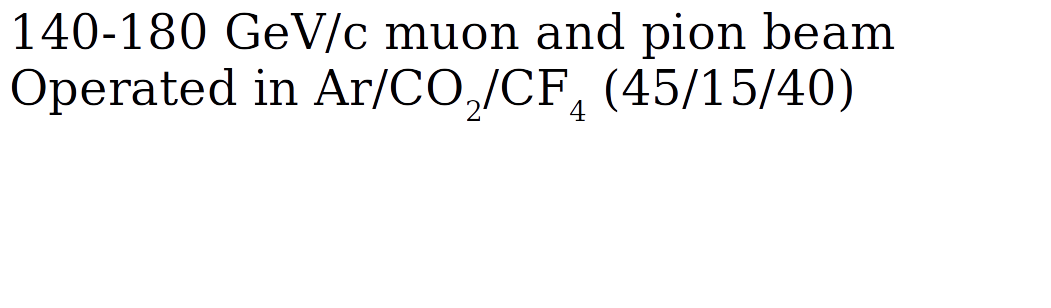 140-180 GeV/c muon and pion beam
Operated in Ar/CO₂/CF₄ (45/15/40)